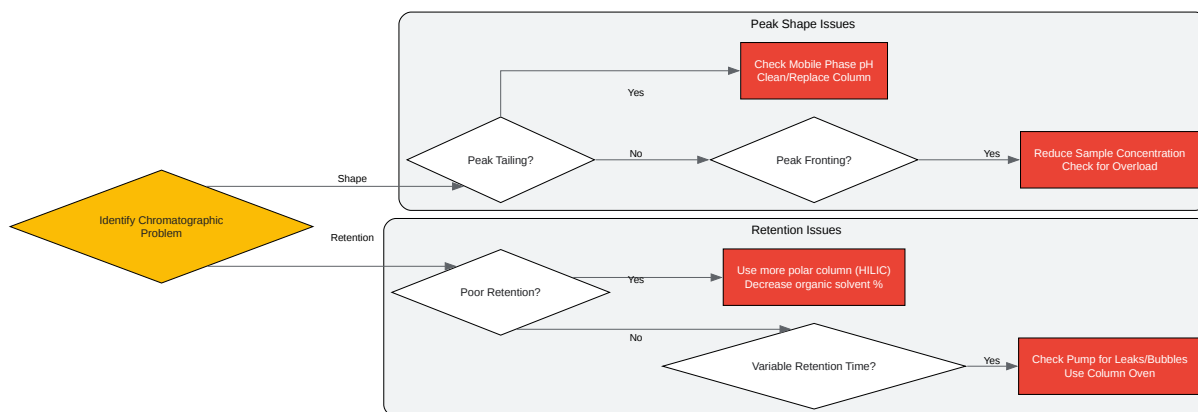 Peak Shape Issues
Check Mobile Phase pH
Clean/Replace Column
Yes
Peak Tailing?
No
Peak Fronting?
Yes
Reduce Sample Concentration
Check for Overload
Shape
Identify Chromatographic
Problem
Retention
Retention Issues
Poor Retention?
Yes
Use more polar column (HILIC)
Decrease organic solvent %
No
Variable Retention Time?
Yes
Check Pump for Leaks/Bubbles
Use Column Oven